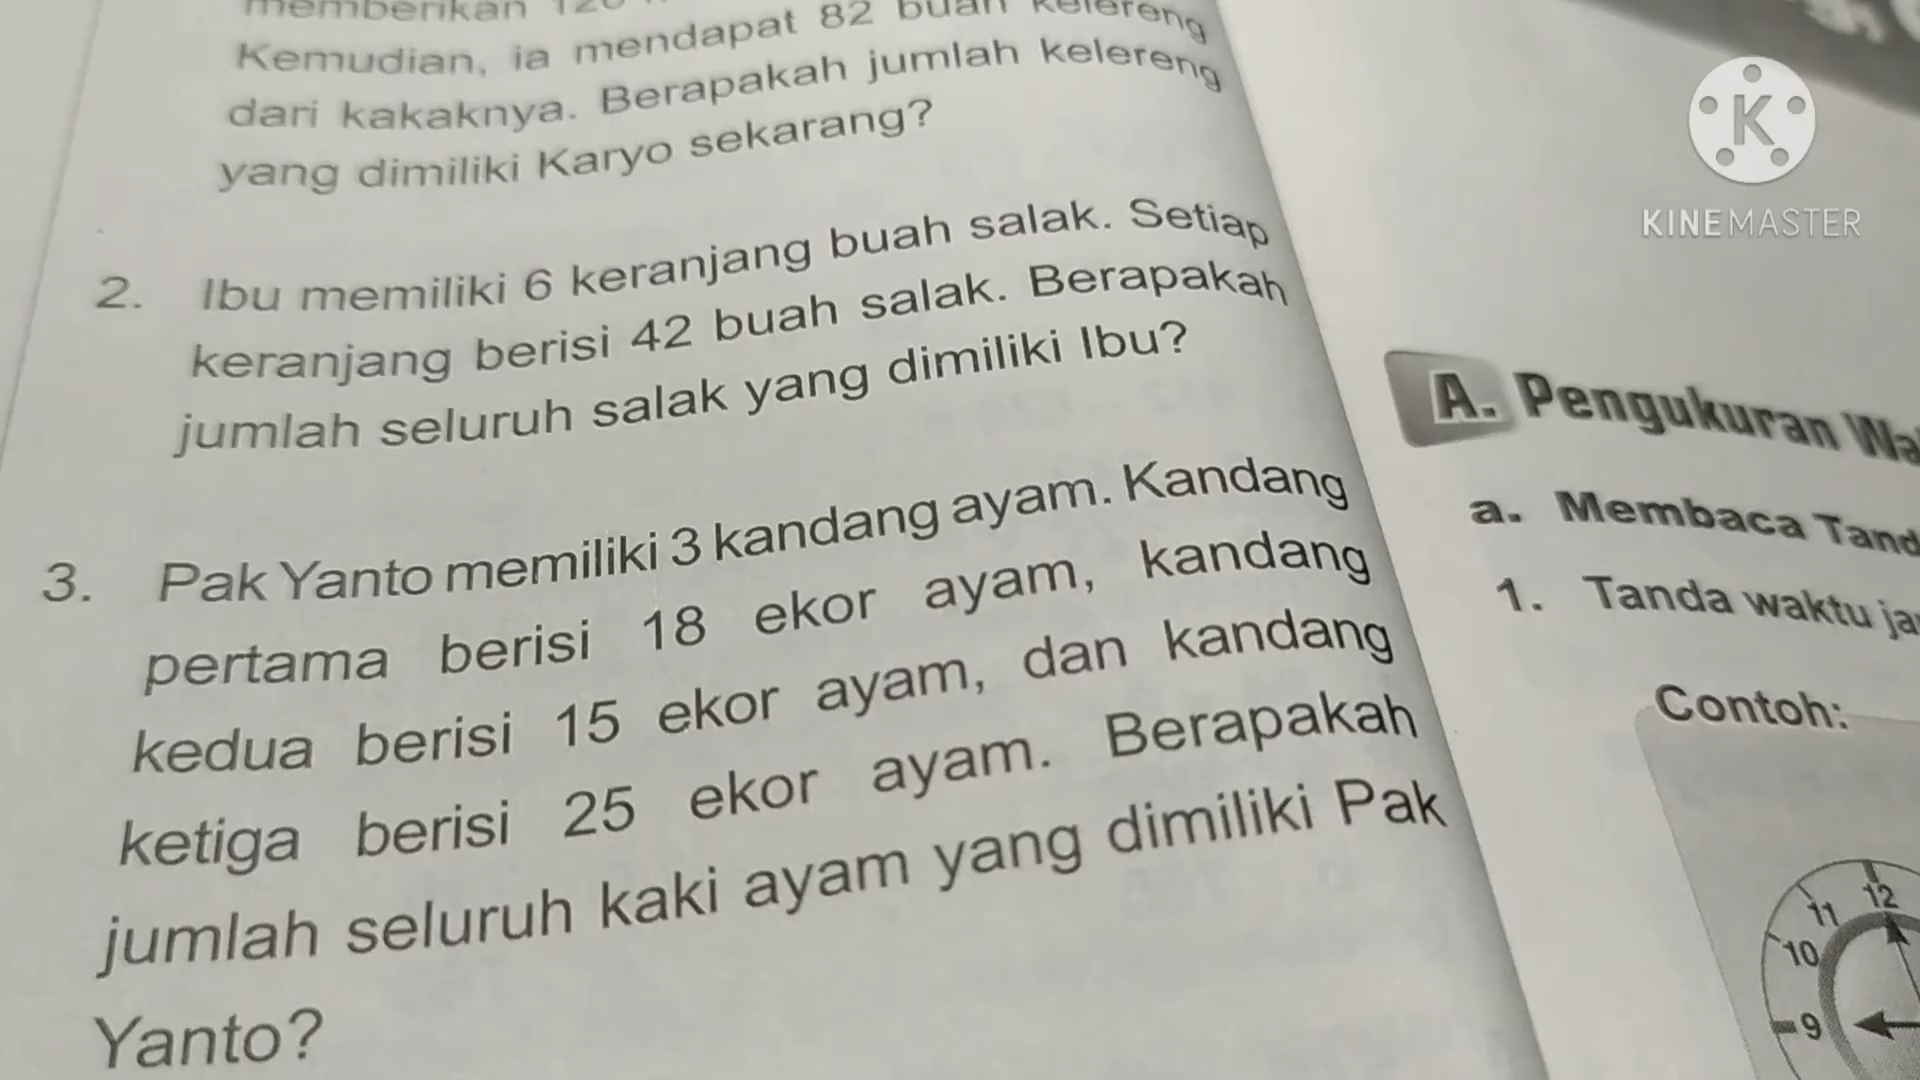 memberikan
Kemudian, ia mendapat 82 buah kelereng
dari kakaknya. Berapakah jumlah kelereng
yang dimiliki Karyo sekarang?
2. Ibu memiliki 6 keranjang buah salak. Setiap
keranjang berisi 42 buah salak. Berapakah
jumlah seluruh salak yang dimiliki Ibu?
3. Pak Yanto memiliki 3 kandang ayam. Kandang
pertama berisi 18 ekor ayam, kandang
kedua berisi 15 ekor ayam, dan kandang
ketiga berisi 25 ekor ayam. Berapakah
jumlah seluruh kaki ayam yang dimiliki Pak
Yanto?
K
KINEMASTER
A. Pengukuran Wa
a. Membaca Tand
1. Tanda waktu ja
Contoh:
12
11
10
9